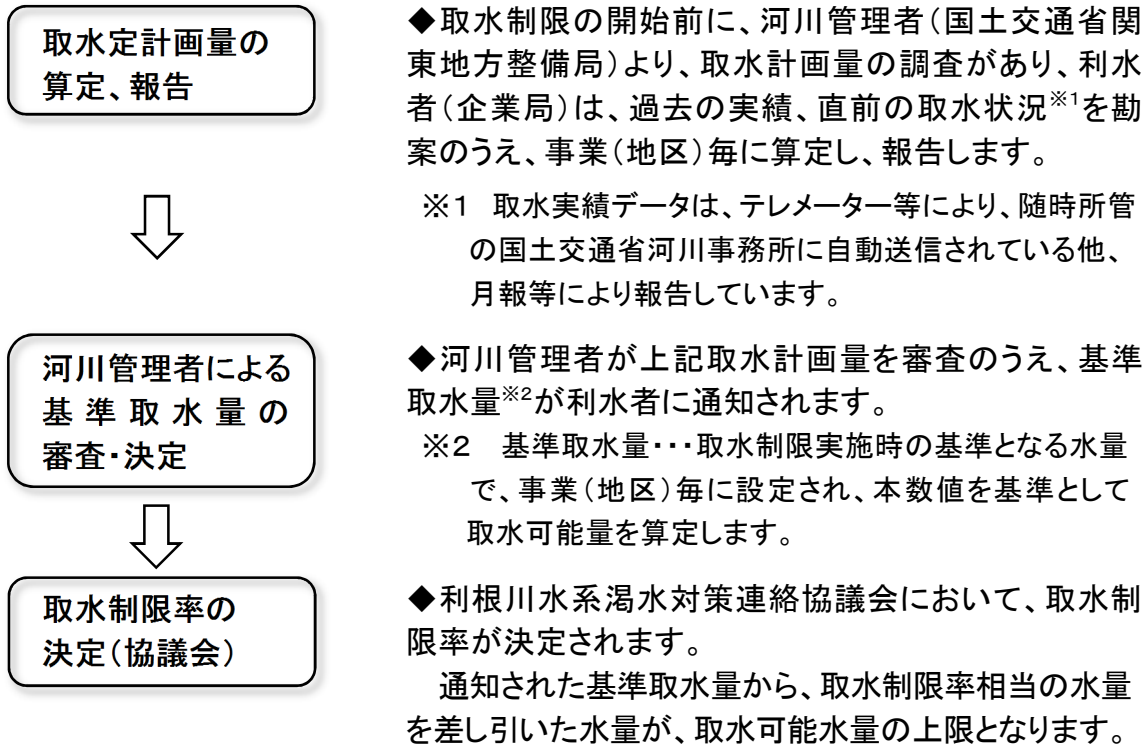 取水定計画量の
算定、報告
◆取水制限の開始前に、河川管理者（国土交通省関
東地方整備局）より、取水計画量の調査があり、利水
者（企業局）は、過去の実績、直前の取水状況※1を勘
案のうえ、事業（地区）毎に算定し、報告します。
※１　取水実績データは、テレメーター等により、随時所管
の国土交通省河川事務所に自動送信されている他、
月報等により報告しています。
河川管理者による
基準取水量の
審査・決定
◆河川管理者が上記取水計画量を審査のうえ、基準
取水量※2が利水者に通知されます。
※２　基準取水量・・・取水制限実施時の基準となる水量
で、事業（地区）毎に設定され、本数値を基準として
取水可能量を算定します。
取水制限率の
決定（協議会）
◆利根川水系渇水対策連絡協議会において、取水制
限率が決定されます。
通知された基準取水量から、取水制限率相当の水量
を差し引いた水量が、取水可能水量の上限となります。